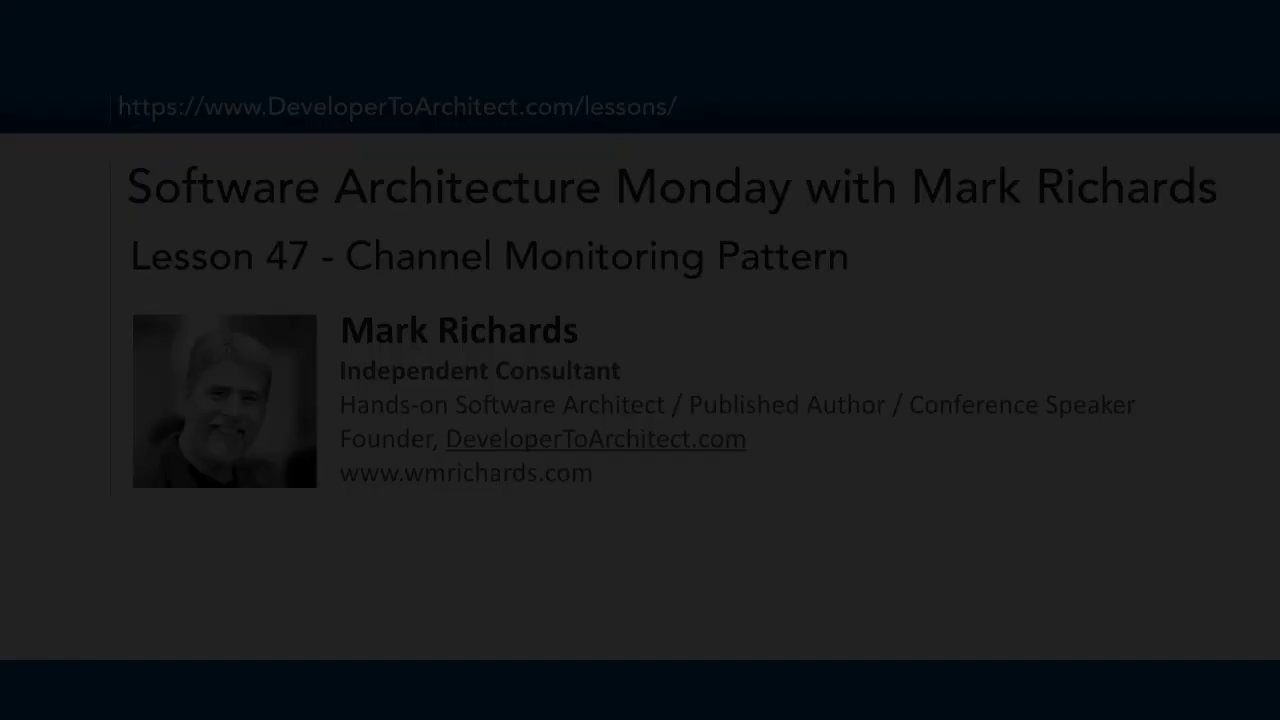 https://www.DeveloperToArchitect.com/lessons/
Software Architecture Monday with Mark Richards
Lesson 47 - Channel Monitoring Pattern
Mark Richards
Independent Consultant
Hands-on Software Architect / Published Author / Conference Speaker
Founder, DeveloperToArchitect.com
www.wmrichards.com